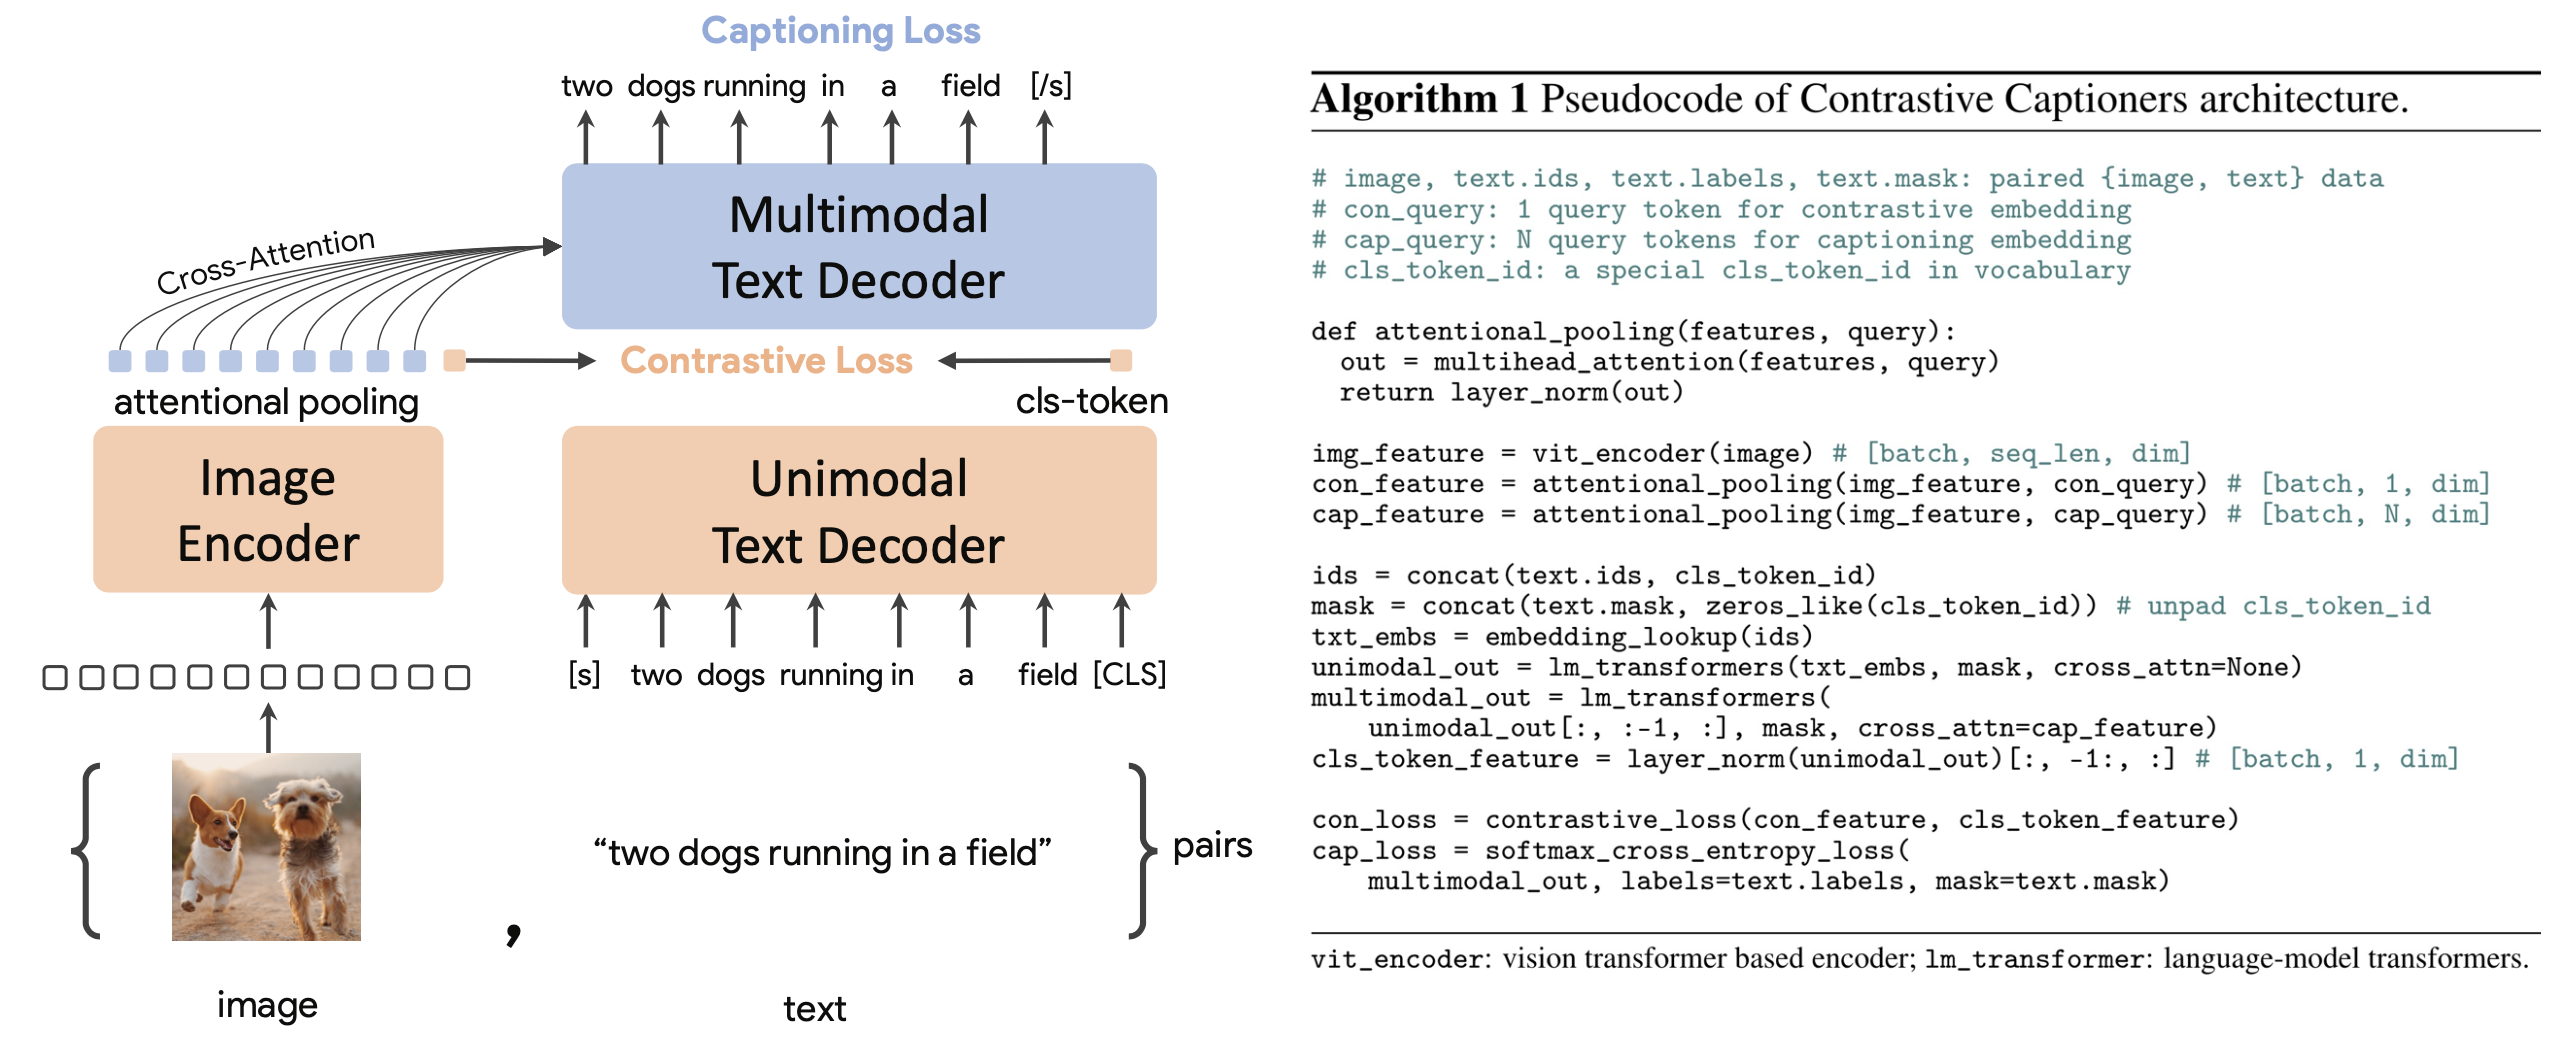 Captioning Loss
two dogs running in a field [/s]
Multimodal
Text Decoder
Cross-Attention
Contrastive Loss
attentional pooling
cls-token
Image
Encoder
Unimodal
Text Decoder
[s] two dogs running in a field [CLS]
“two dogs running in a field”
pairs
,
image
text
Algorithm 1 Pseudocode of Contrastive Captioners architecture.
# image, text.ids, text.labels, text.mask: paired {image, text} data
# con_query: 1 query token for contrastive embedding
# cap_query: N query tokens for captioning embedding
# cls_token_id: a special cls_token_id in vocabulary
def attentional_pooling(features, query):
  out = multihead_attention(features, query)
  return layer_norm(out)
img_feature = vit_encoder(image) # [batch, seq_len, dim]
con_feature = attentional_pooling(img_feature, con_query) # [batch, 1, dim]
cap_feature = attentional_pooling(img_feature, cap_query) # [batch, N, dim]
ids = concat(text.ids, cls_token_id)
mask = concat(text.mask, zeros_like(cls_token_id)) # unpad cls_token_id
txt_embs = embedding_lookup(ids)
unimodal_out = lm_transformers(txt_embs, mask, cross_attn=None)
multimodal_out = lm_transformers(
    unimodal_out[:, :-1, :], mask, cross_attn=cap_feature)
cls_token_feature = layer_norm(unimodal_out)[:, -1:, :] # [batch, 1, dim]
con_loss = contrastive_loss(con_feature, cls_token_feature)
cap_loss = softmax_cross_entropy_loss(
    multimodal_out, labels=text.labels, mask=text.mask)
vit_encoder: vision transformer based encoder; lm_transformer: language-model transformers.